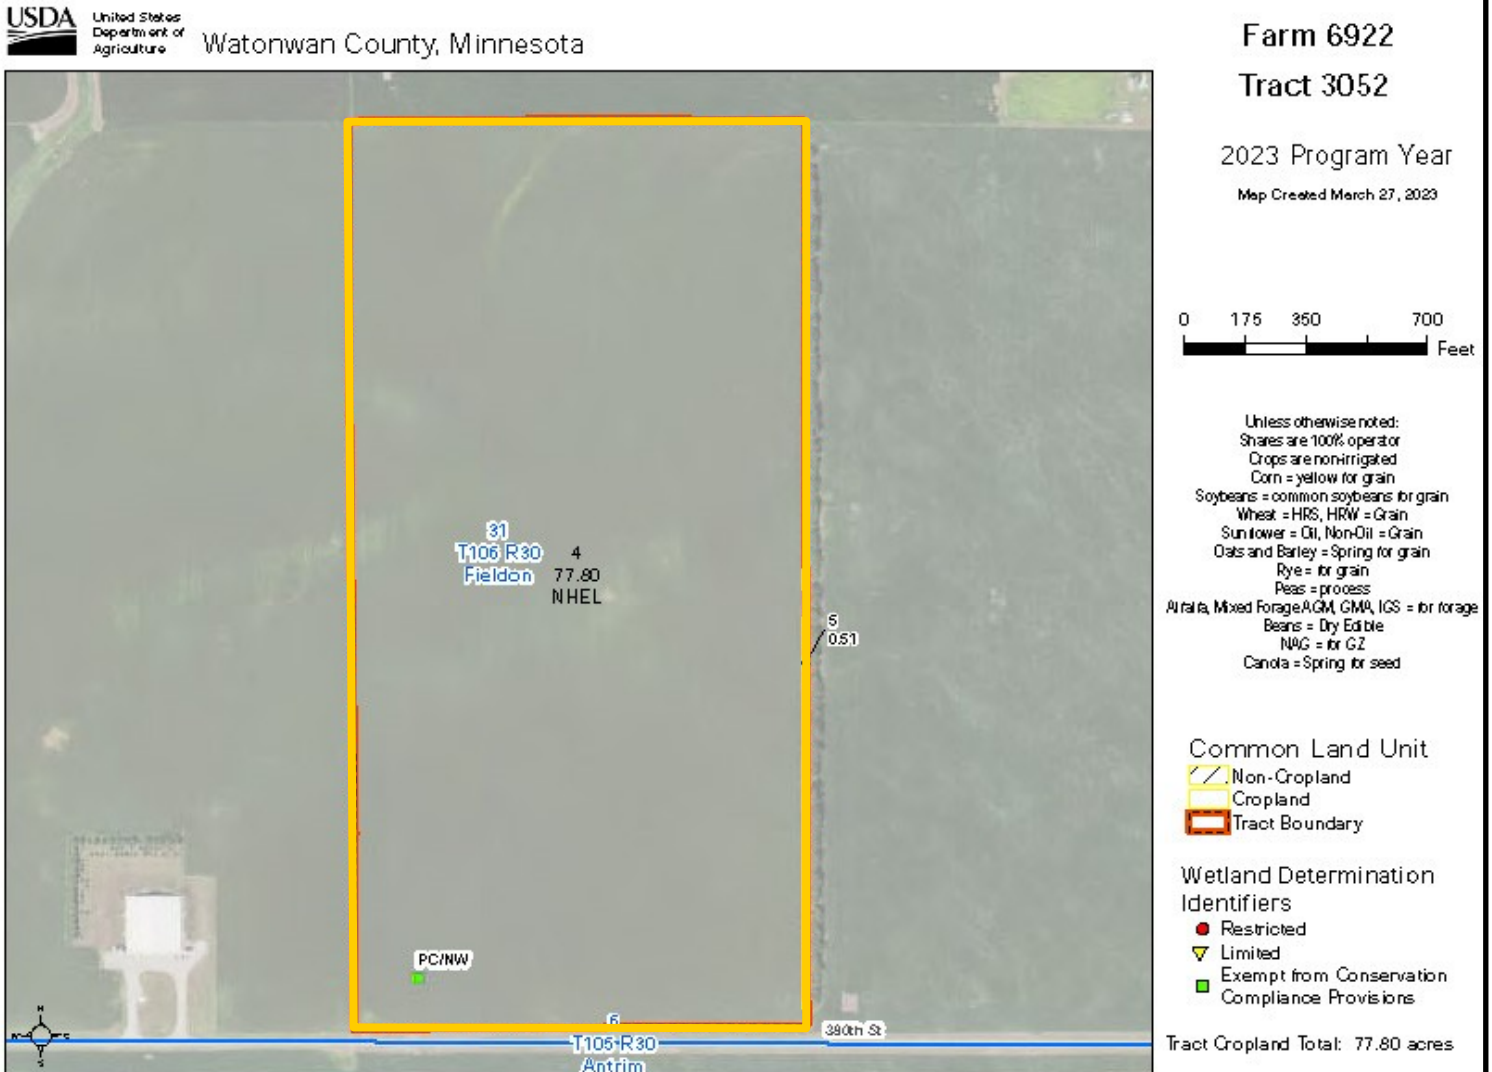 USDA
United States
Department of
Agriculture
Watonwan County, Minnesota
Farm 6922
Tract 3052
2023 Program Year
Map Created March 27, 2023
0 175 350 700
Feet
Unless otherwise noted:
Shares are 100% operator
Crops are non-irrigated
Corn = yellow for grain
Soybeans = common soybeans for grain
Wheat = HRS, HRW = Grain
Sunflower = Oil, Non-Oil = Grain
Oats and Barley = Spring for grain
Rye = for grain
Peas = process
Alfalfa, Mixed Forage AGM, GMA, IGS = for forage
Beans = Dry Edible
NAG = for GZ
Canola = Spring for seed
31
T106 R30
Fieldon
4
77.80
NHEL
5
0.51
PC/NW
6
T105 R30
Antrim
380th St
N
S
Common Land Unit
Non-Cropland
Cropland
Tract Boundary
Wetland Determination
Identifiers
Restricted
Limited
Exempt from Conservation
Compliance Provisions
Tract Cropland Total: 77.80 acres